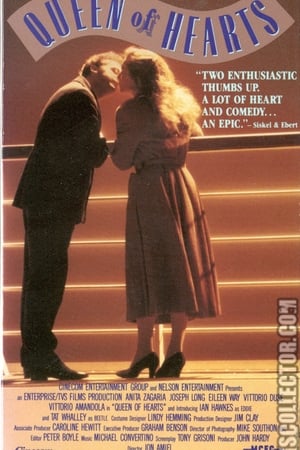 QUEEN of HEARTS
"TWO ENTHUSIASTIC
THUMBS UP.
A LOT OF HEART
AND COMEDY...
AN EPIC." – Siskel & Ebert
CINECOM ENTERTAINMENT GROUP and NELSON ENTERTAINMENT Presents
an ENTERPRISE/TVS FILMS PRODUCTION ANITA ZAGARIA JOSEPH LONG EILEEN WAY VITTORIO DUSE
VITTORIO AMANDOLA in "QUEEN OF HEARTS" and introducing IAN HAWKES as EDDIE
and TAT WHALLEY as BEETLE Costume Designer LINDY HEMMING Production Designer JIM CLAY
Associate Producer CAROLINE HEWITT Executive Producer GRAHAM BENSON Director of Photography MIKE SOUTHON
Editor PETER BOYLE Music MICHAEL CONVERTINO Screenplay TONY GRISONI Producer JOHN HARDY
Director JON AMIEL
COLLECTOR.COM